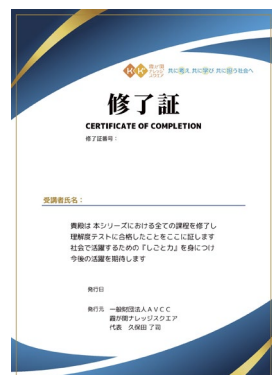 霞が関
ナレッジ
スクエア
共に考え 共に学び 共に担う社会へ
修了証
CERTIFICATE OF COMPLETION
修了証番号：
受講者氏名：
貴殿は 本シリーズにおける全ての課程を修了し
理解度テストに合格したことをここに証します
社会で活躍するための『しごと力』を身につけ
今後の活躍を期待します
発行日
発行元 一般財団法人ＡＶＣＣ
霞が関ナレッジスクエア
代表 久保田 了司